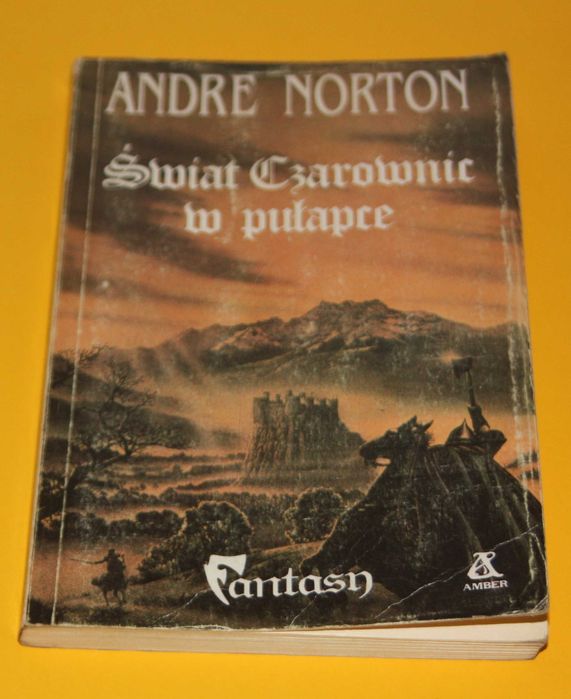 ANDRE NORTON
Świat Czarownic
w pułapce
Fantasy
AMBER